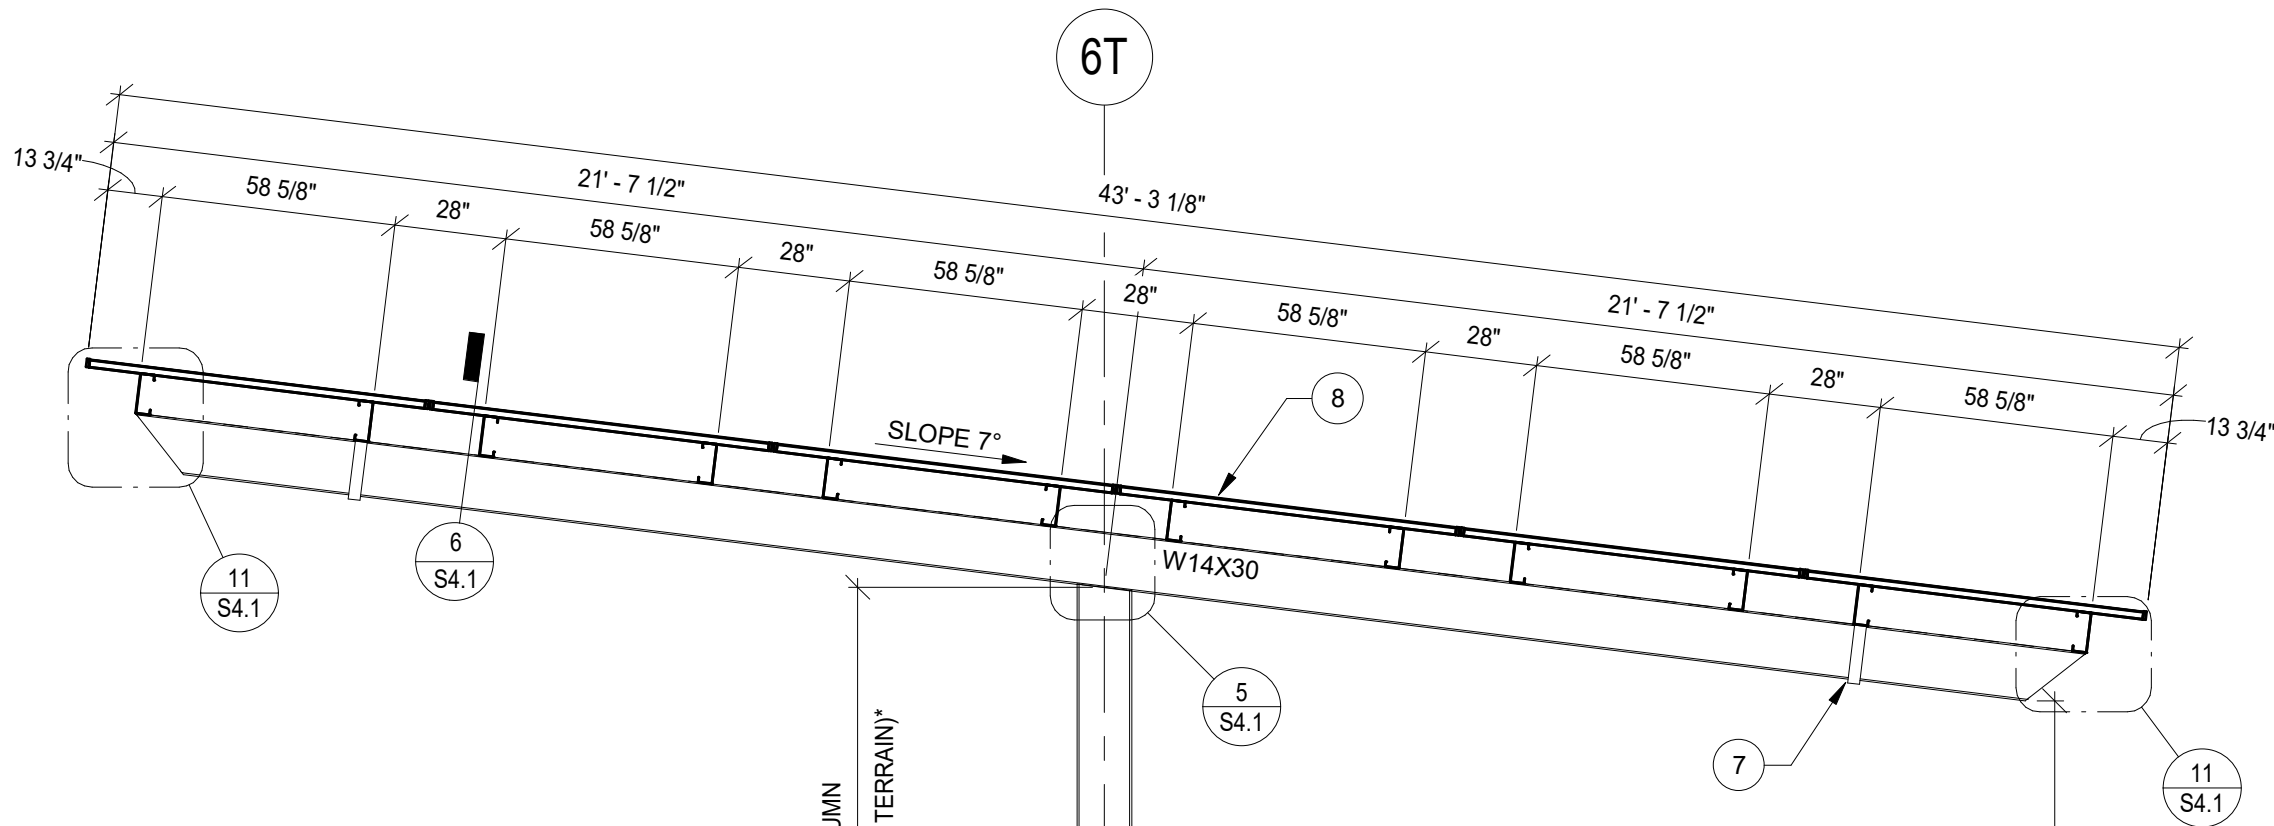 6T
13 3/4"
58 5/8"
28"
58 5/8"
28"
58 5/8"
28"
58 5/8"
28"
58 5/8"
28"
58 5/8"
13 3/4"
21' - 7 1/2"
43' - 3 1/8"
21' - 7 1/2"
SLOPE 7°
8
W14X30
6
S4.1
11
S4.1
5
S4.1
7
11
S4.1
UMN
TERRAIN)*